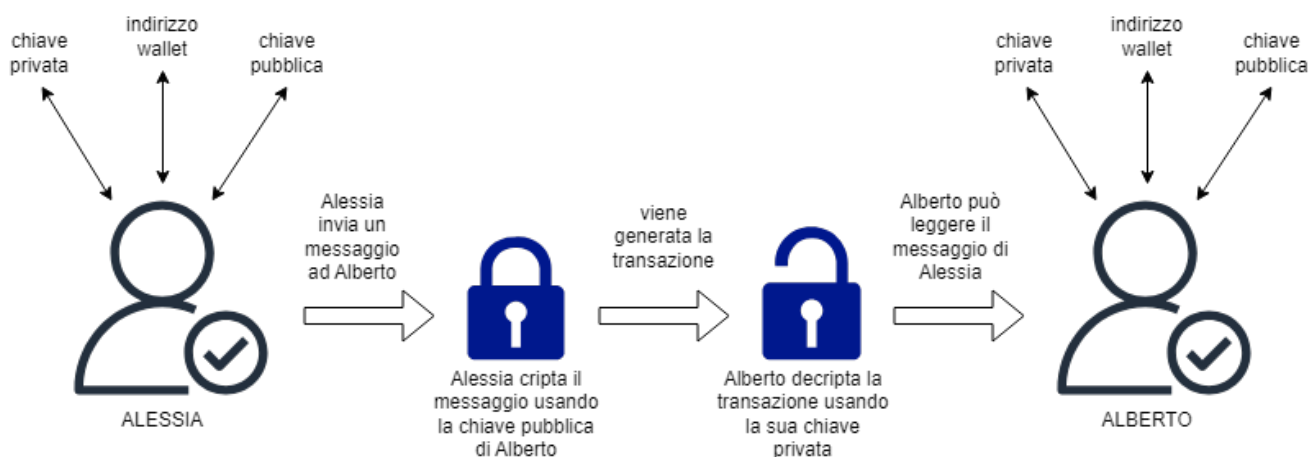 chiave
privata
indirizzo
wallet
chiave
pubblica
chiave
privata
indirizzo
wallet
chiave
pubblica
Alessia
invia un
messaggio
ad Alberto
viene
generata la
transazione
Alberto può
leggere il
messaggio di
Alessia
Alessia cripta il
messaggio usando
la chiave pubblica
di Alberto
Alberto decripta la
transazione usando
la sua chiave
privata
ALESSIA
ALBERTO